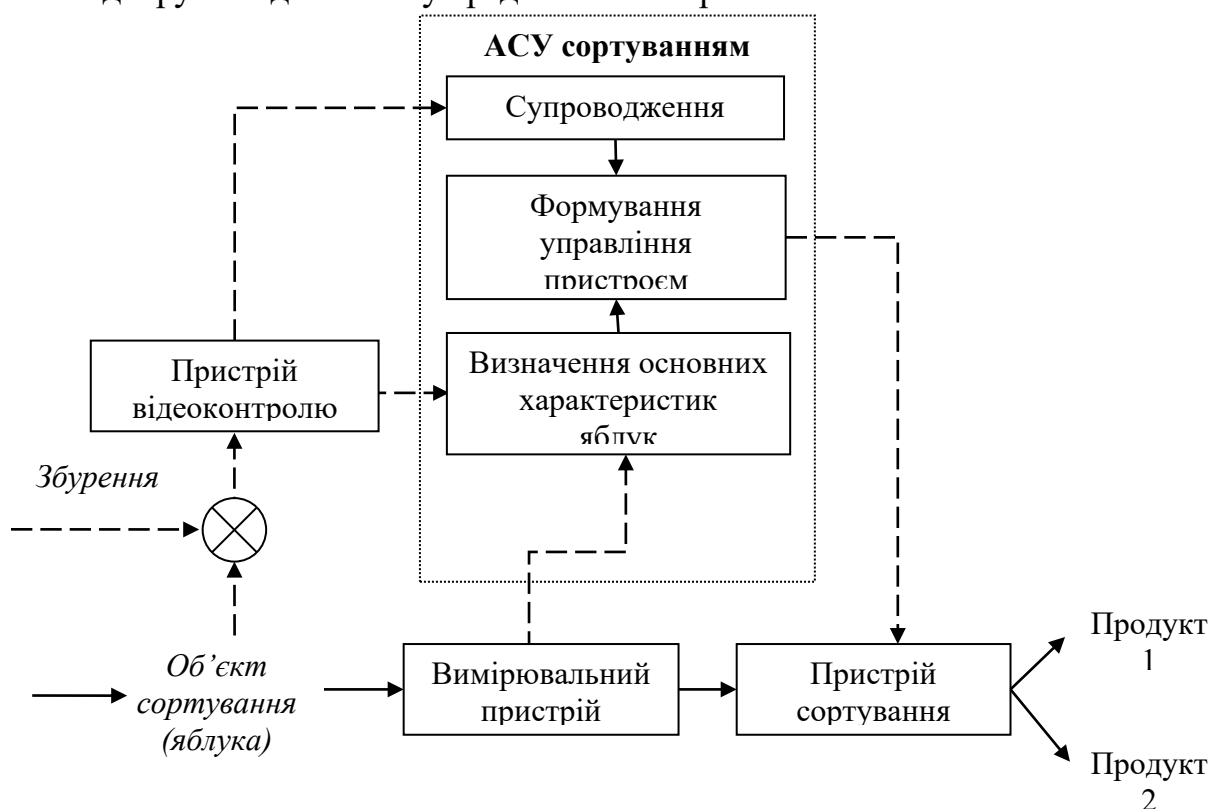 АСУ сортуванням
Супроводження
Формування
управління
пристроєм
Пристрій
відеоконтролю
Визначення основних
характеристик
яблук
Збурення
Об’єкт
сортування
(яблука)
Вимірювальний
пристрій
Пристрій
сортування
Продукт
1
Продукт
2